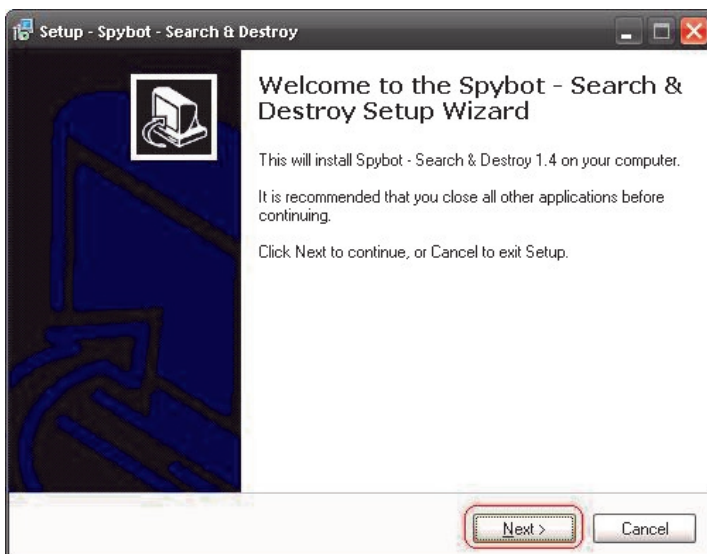 Setup - Spybot - Search & Destroy
Welcome to the Spybot - Search &
Destroy Setup Wizard
This will install Spybot - Search & Destroy 1.4 on your computer.
It is recommended that you close all other applications before
continuing.
Click Next to continue, or Cancel to exit Setup.
Next >
Cancel